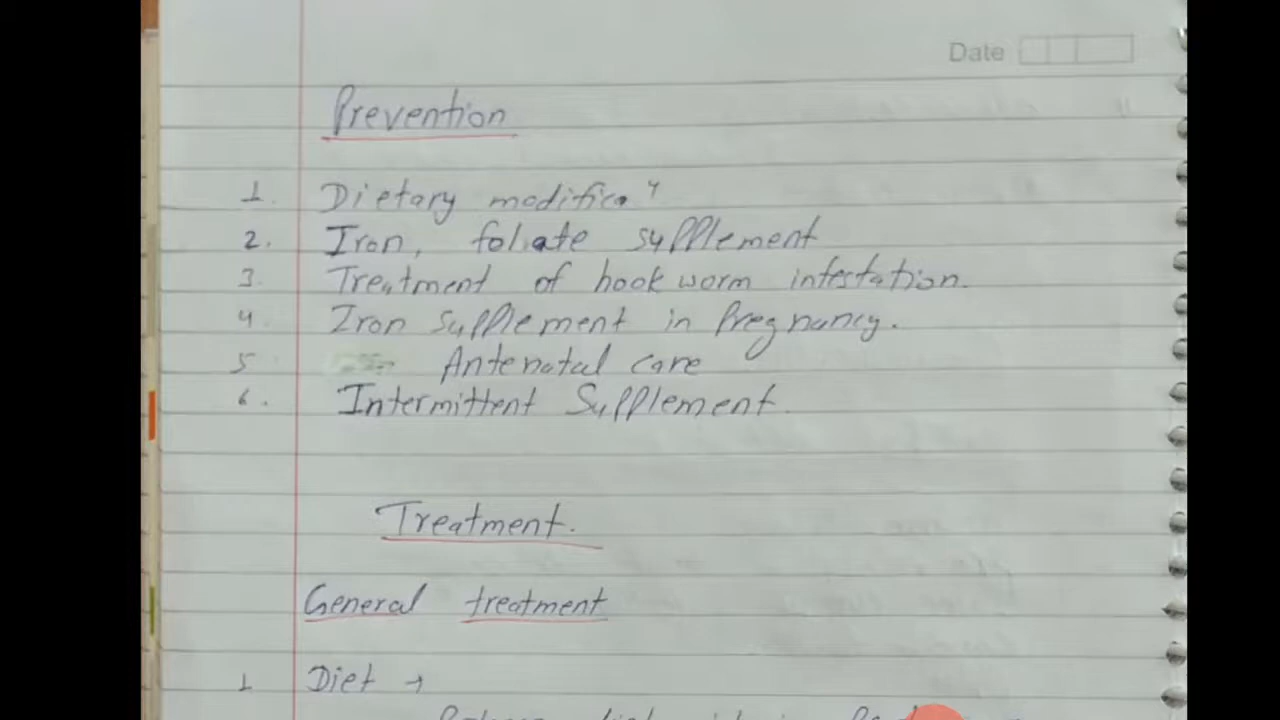 Date
Prevention
1. Dietary modificaⁿ
2. Iron, foliate supplement
3. Treatment of hook worm infestation.
4. Iron supplement in Pregnancy.
5 Antenatal care
6. Intermittent Supplement.
Treatment.
General treatment
1 Diet →